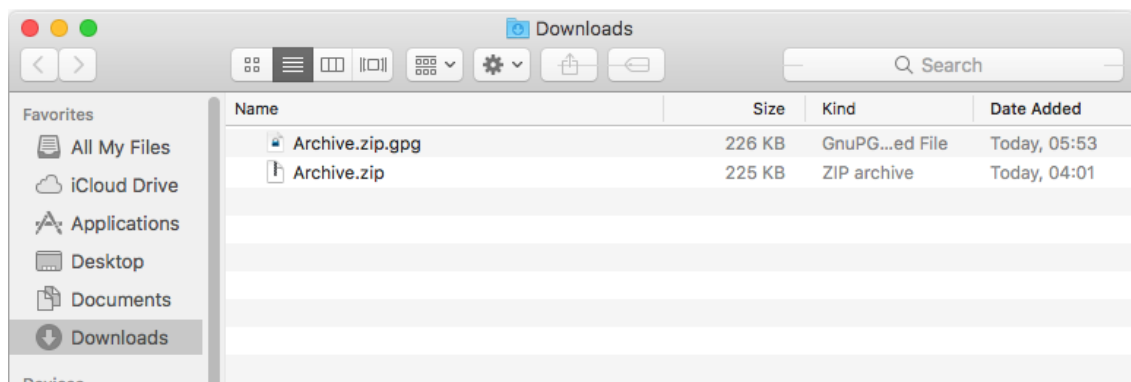 Downloads
Search
Favorites
All My Files
iCloud Drive
Applications
Desktop
Documents
Downloads
Devices
Name Size Kind Date Added
Archive.zip.gpg 226 KB GnuPG...ed File Today, 05:53
Archive.zip 225 KB ZIP archive Today, 04:01